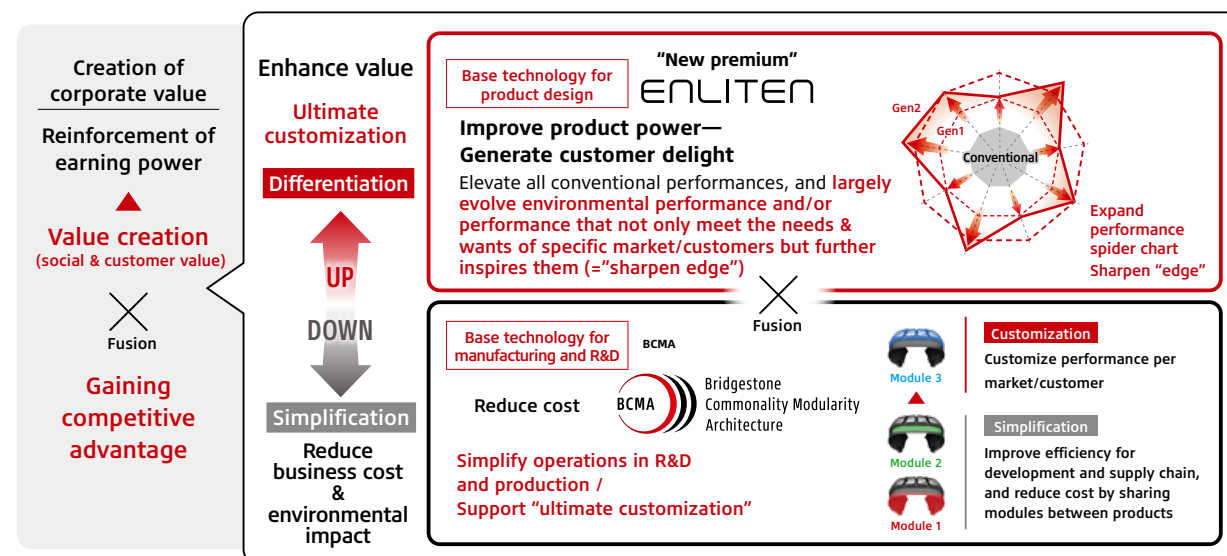 Creation of
corporate value
Reinforcement of
earning power
Value creation
(social & customer value)
Fusion
Gaining
competitive
advantage
Enhance value
Ultimate
customization
Differentiation
UP
DOWN
Simplification
Reduce
business cost
&
environmental
impact
Base technology for
product design
“New premium”
ENLITEN
Improve product power—
Generate customer delight
Elevate all conventional performances, and largely
evolve environmental performance and/or
performance that not only meet the needs &
wants of specific market/customers but further
inspires them (=”sharpen edge”)
Gen2
Gen1
Conventional
Expand
performance
spider chart
Sharpen “edge”
Fusion
Base technology for
manufacturing and R&D
BCMA
Reduce cost
BCMA
Bridgestone
Commonality Modularity
Architecture
Simplify operations in R&D
and production /
Support “ultimate customization”
Module 3
Module 2
Module 1
Customization
Customize performance per
market/customer
Simplification
Improve efficiency for
development and supply chain,
and reduce cost by sharing
modules between products